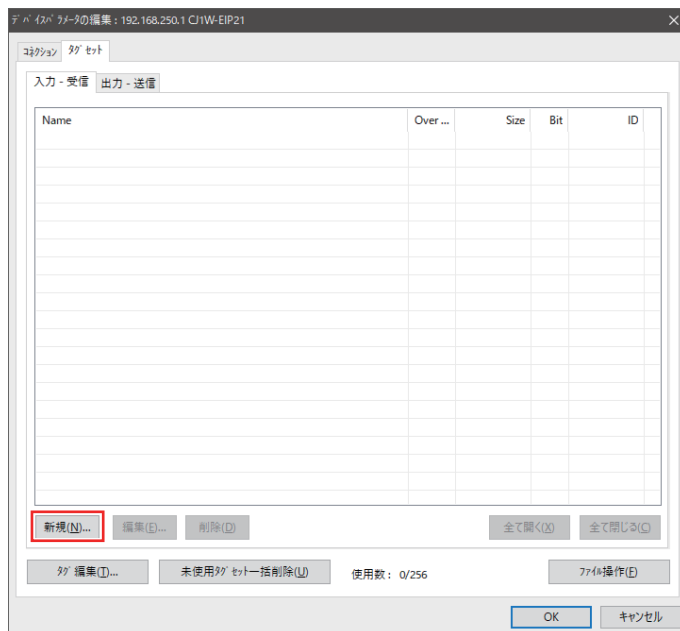 デバイスパラメータの編集 : 192.168.250.1 CJ1W-EIP21
コネクション タグセット
入力 - 受信 出力 - 送信
Name Over ... Size Bit ID
新規(N)... 編集(E)... 削除(D) 全て開く(X) 全て閉じる(C)
タグ編集(T)... 未使用タグセット一括削除(U) 使用数 : 0/256 ファイル操作(F)
OK キャンセル